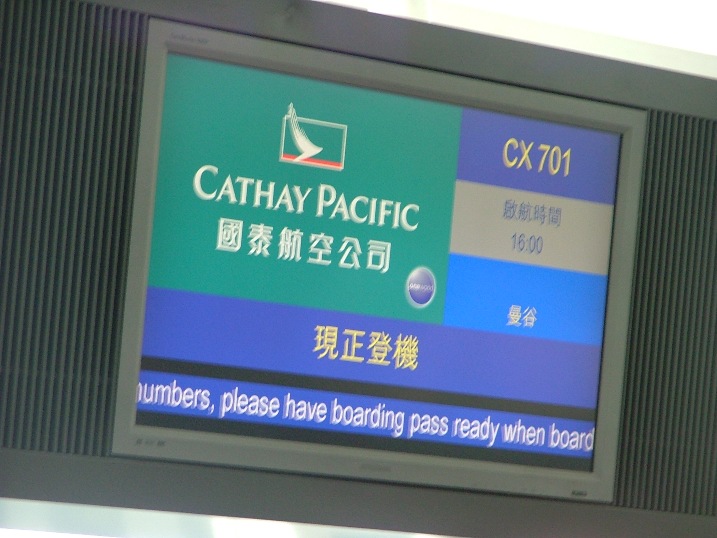 CATHAY PACIFIC
國泰航空公司
oneworld
CX 701
啟航時間
16:00
曼谷
現正登機
numbers, please have boarding pass ready when board